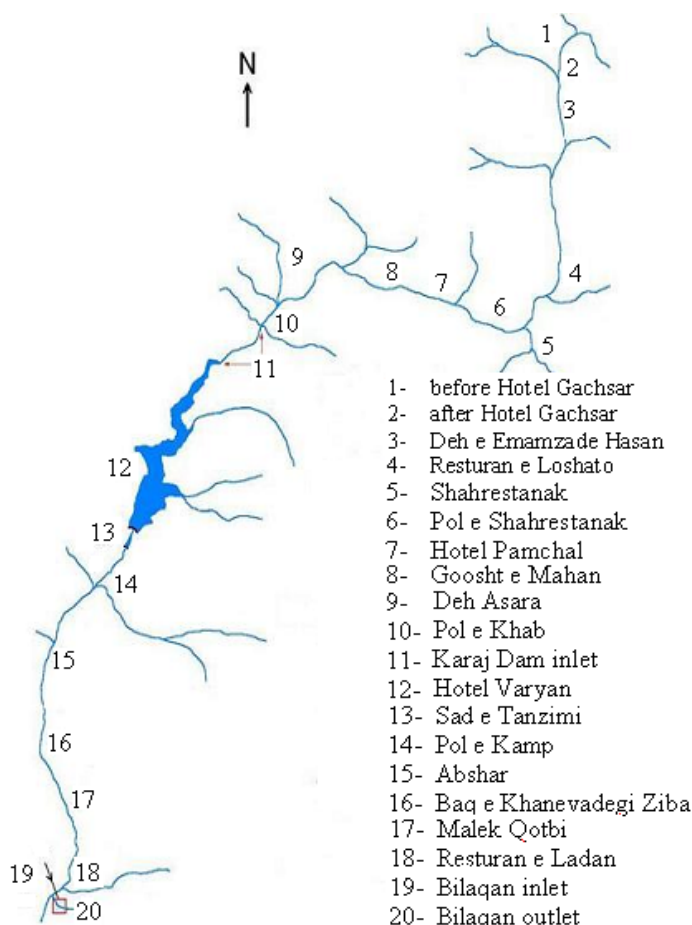 N
1
2
3
4
5
6
7
8
9
10
11
12
13
14
15
16
17
18
19
20
1- before Hotel Gachsar
2- after Hotel Gachsar
3- Deh e Emamzade Hasan
4- Resturan e Loshato
5- Shahrestanak
6- Pol e Shahrestanak
7- Hotel Pamchal
8- Goosht e Mahan
9- Deh Asara
10- Pol e Khab
11- Karaj Dam inlet
12- Hotel Varyan
13- Sad e Tanzimi
14- Pol e Kamp
15- Abshar
16- Baq e Khanevadegi Ziba
17- Malek Qotbi
18- Resturan e Ladan
19- Bilaqan inlet
20- Bilaqan outlet